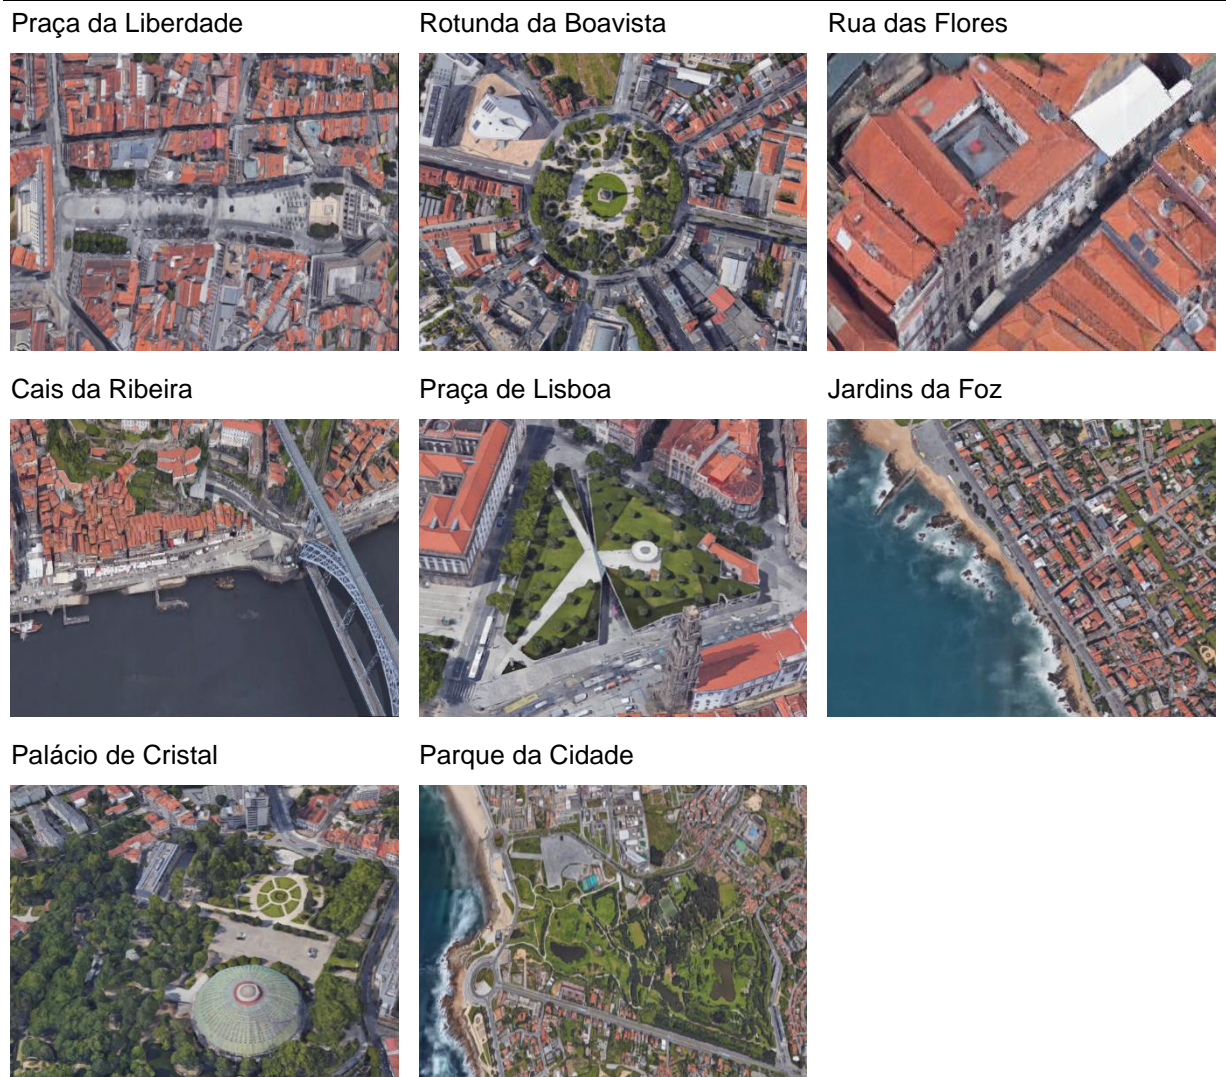 Praça da Liberdade
Rotunda da Boavista
Rua das Flores
Cais da Ribeira
Praça de Lisboa
Jardins da Foz
Palácio de Cristal
Parque da Cidade